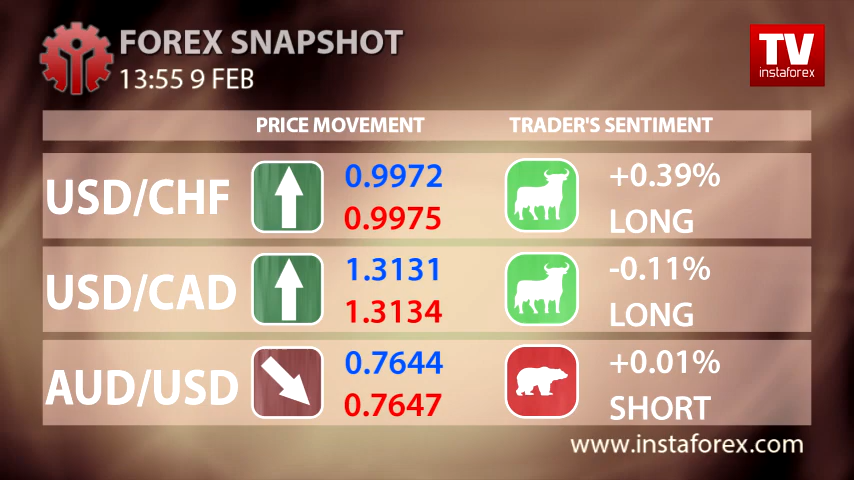 FOREX SNAPSHOT
13:55 9 FEB
TV
instaforex
PRICE MOVEMENT TRADER'S SENTIMENT
USD/CHF
0.9972
0.9975
+0.39%
LONG
USD/CAD
1.3131
1.3134
-0.11%
LONG
AUD/USD
0.7644
0.7647
+0.01%
SHORT
www.instaforex.com